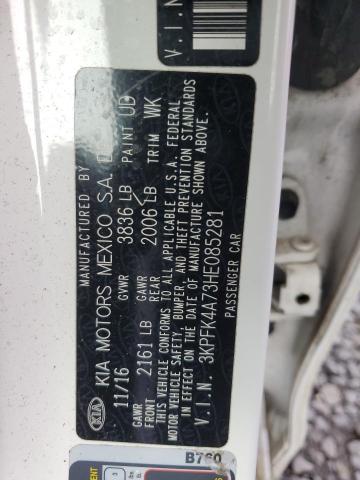 V.I.N
MANUFACTURED BY
KIA KIA MOTORS MEXICO S.A. D
11/16 GVWR 3836 LB PAINT UD
GAWR FRONT 2161 LB GAWR REAR 2006 LB TRIM WK
THIS VEHICLE CONFORMS TO ALL APPLICABLE U.S.A. FEDERAL
MOTOR VEHICLE SAFETY, BUMPER, AND THEFT PREVENTION STANDARDS
IN EFFECT ON THE DATE OF MANUFACTURE SHOWN ABOVE.
V.I.N. 3KPFK4A73HE085281
PASSENGER CAR
B760